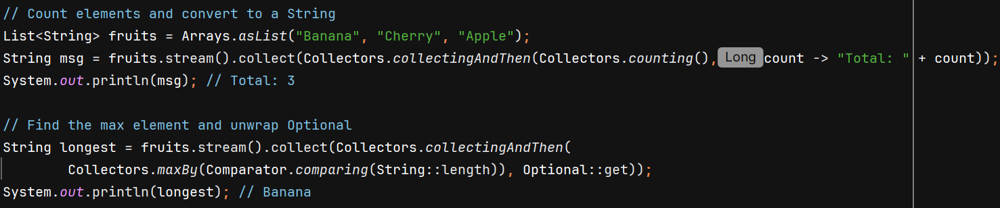 // Count elements and convert to a String
List<String> fruits = Arrays.asList("Banana", "Cherry", "Apple");
String msg = fruits.stream().collect(Collectors.collectingAndThen(Collectors.counting(), Long count -> "Total: " + count));
System.out.println(msg); // Total: 3

// Find the max element and unwrap Optional
String longest = fruits.stream().collect(Collectors.collectingAndThen(
        Collectors.maxBy(Comparator.comparing(String::length)), Optional::get));
System.out.println(longest); // Banana